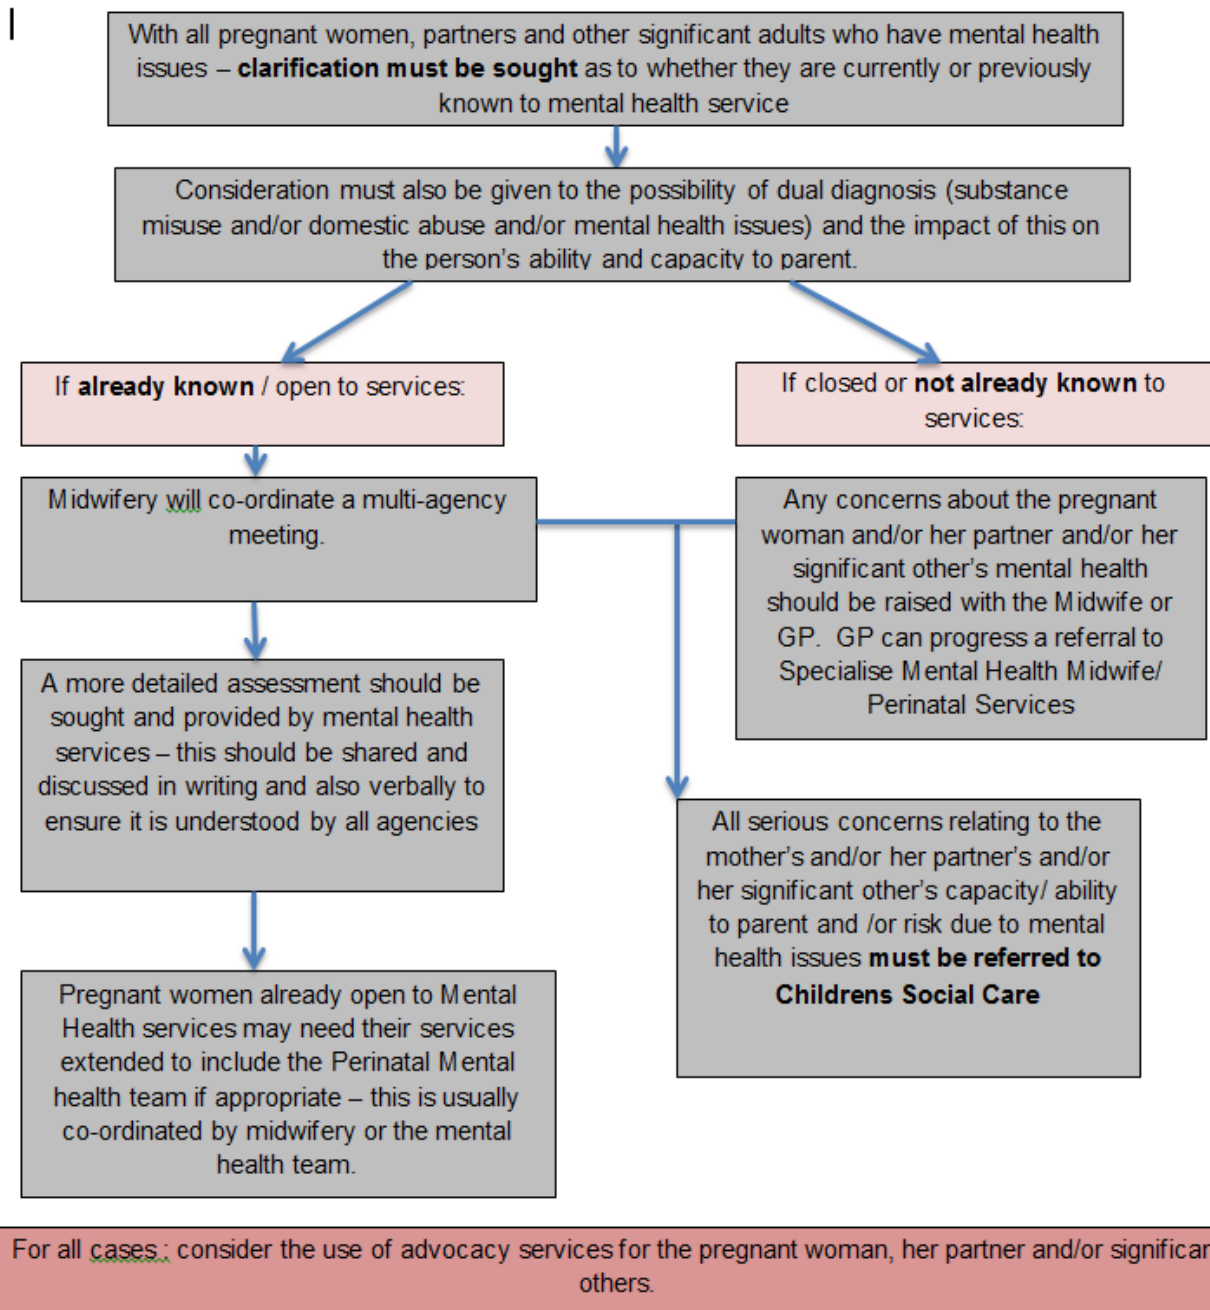 With all pregnant women, partners and other significant adults who have mental health
issues – clarification must be sought as to whether they are currently or previously
known to mental health service
Consideration must also be given to the possibility of dual diagnosis (substance
misuse and/or domestic abuse and/or mental health issues) and the impact of this on
the person's ability and capacity to parent.
If already known / open to services:
If closed or not already known to
services:
Midwifery will co-ordinate a multi-agency
meeting.
Any concerns about the pregnant
woman and/or her partner and/or her
significant other's mental health
should be raised with the Midwife or
GP. GP can progress a referral to
Specialise Mental Health Midwife/
Perinatal Services
A more detailed assessment should be
sought and provided by mental health
services – this should be shared and
discussed in writing and also verbally to
ensure it is understood by all agencies
All serious concerns relating to the
mother's and/or her partner's and/or
her significant other's capacity/ ability
to parent and /or risk due to mental
health issues must be referred to
Childrens Social Care
Pregnant women already open to Mental
Health services may need their services
extended to include the Perinatal Mental
health team if appropriate – this is usually
co-ordinated by midwifery or the mental
health team.
For all cases : consider the use of advocacy services for the pregnant woman, her partner and/or significan
others.